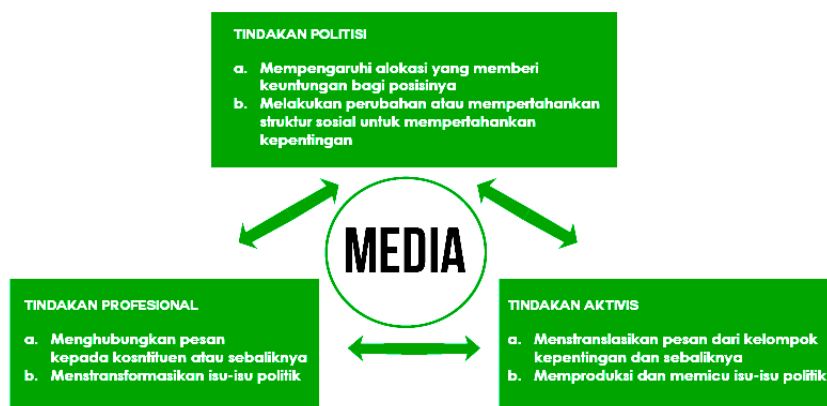 TINDAKAN POLITISI
a. Mempengaruhi alokasi yang memberi
keuntungan bagi posisinya
b. Melakukan perubahan atau mempertahankan
struktur sosial untuk mempertahankan
kepentingan
MEDIA
TINDAKAN PROFESIONAL
a. Menghubungkan pesan
kepada kosntituen atau sebaliknya
b. Menstransformasikan isu-isu politik
TINDAKAN AKTIVIS
a. Menstranslasikan pesan dari kelompok
kepentingan dan sebaliknya
b. Memproduksi dan memicu isu-isu politik